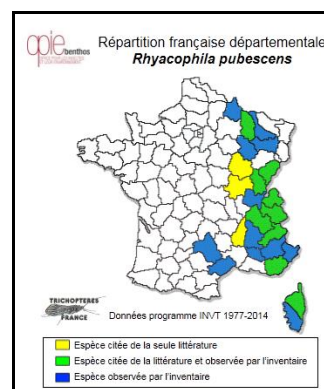 opie/benthos
Répartition française départementale
Rhyacophila pubescens
TRICHOPTERES
FRANCE
Données programme INVT 1977-2014
Espèce citée de la seule littérature
Espèce citée de la littérature et observée par l'inventaire
Espèce observée par l'inventaire